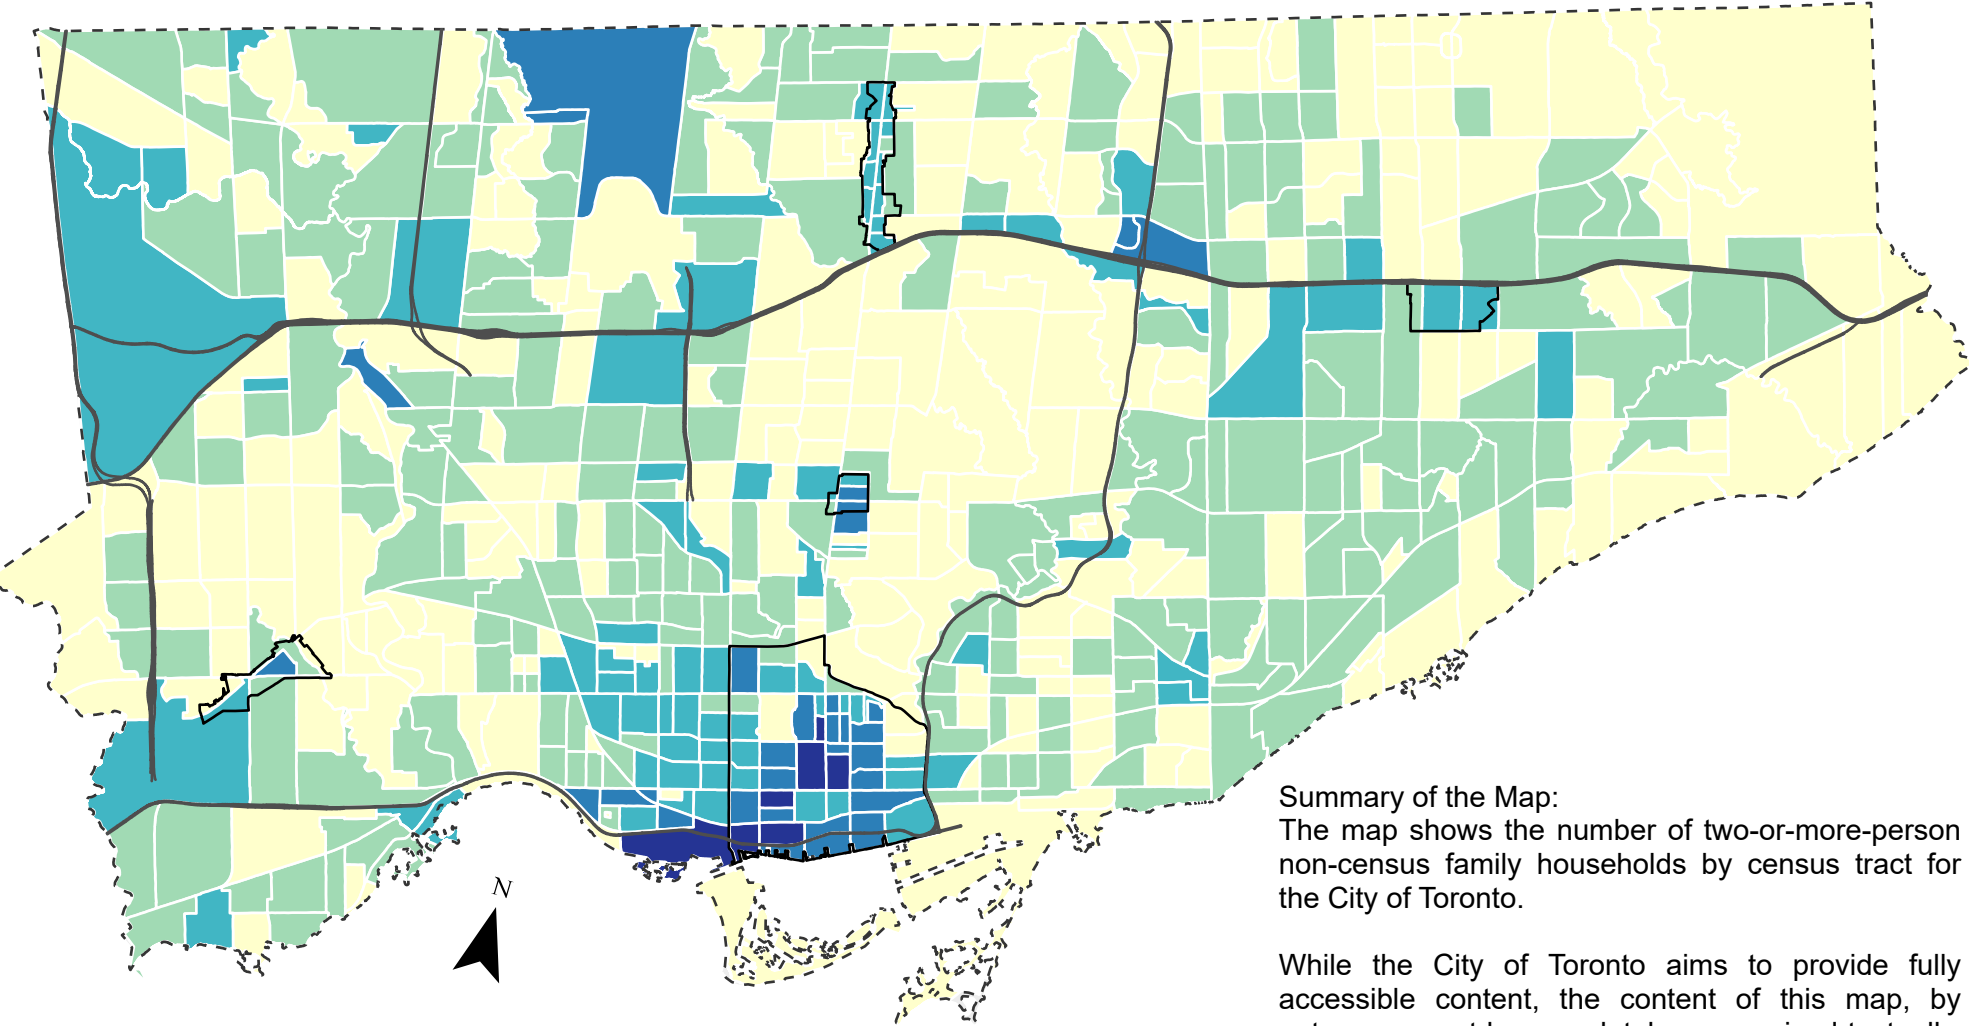 N
Summary of the Map:
The map shows the number of two-or-more-person
non-census family households by census tract for
the City of Toronto.
While the City of Toronto aims to provide fully
accessible content, the content of this map, by